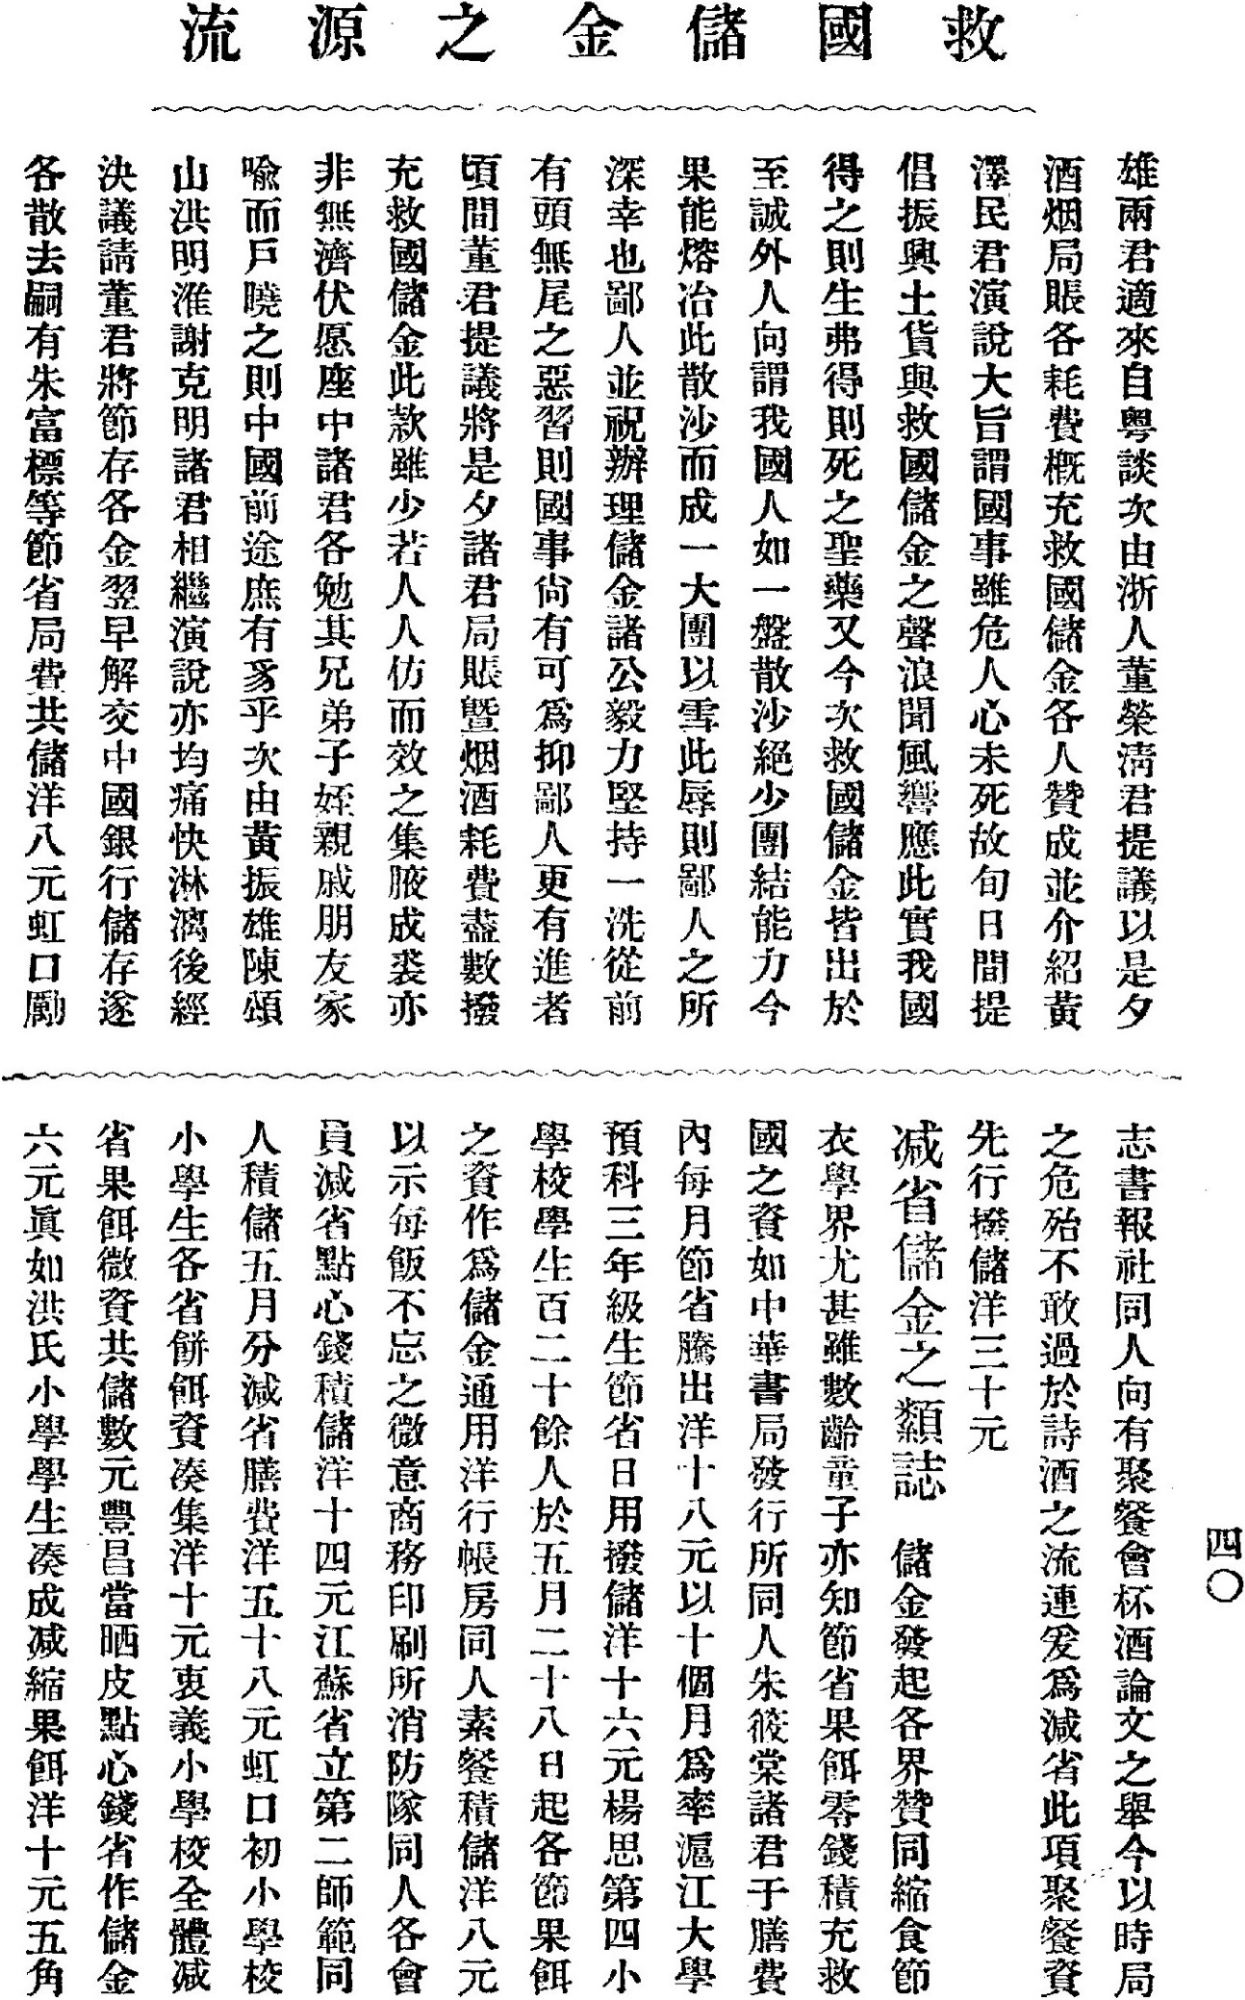 救國儲金之源流
雄兩君適來自粤談次由浙人董榮淸君提議以是夕
酒烟局賬各耗費概充救國儲金各人贊成並介紹黃
澤民君演說大旨謂國事雖危人心未死故旬日間提
倡振興土貨與救國儲金之聲浪聞風響應此實我國
得之則生弗得則死之聖藥又今次救國儲金皆出於
至誠外人向謂我國人如一盤散沙絕少團結能力今
果能熔冶此散沙而成一大團以雪此辱則鄙人之所
深幸也鄙人並祝辦理儲金諸公毅力堅持一洗從前
有頭無尾之惡習則國事尙有可爲抑鄙人更有進者
頃間董君提議將是夕諸君局賬曁烟酒耗費盡數撥
充救國儲金此款雖少若人人仿而效之集腋成裘亦
非無濟伏愿座中諸君各勉其兄弟子姪親戚朋友家
喩而戶曉之則中國前途庶有豸乎次由黃振雄陳頌
山洪明淮謝克明諸君相繼演說亦均痛快淋漓後經
決議請董君將節存各金翌早解交中國銀行儲存遂
各散去嗣有朱富標等節省局費共儲洋八元虹口勵
志書報社同人向有聚餐會杯酒論文之舉今以時局
之危殆不敢過於詩酒之流連爰爲減省此項聚餐資
先行撥儲洋三十元
減省儲金之類誌　儲金發起各界贊同縮食節
衣學界尤甚雖數齡童子亦知節省果餌零錢積充救
國之資如中華書局發行所同人朱筱棠諸君于膳費
內每月節省騰出洋十八元以十個月爲率滬江大學
預科三年級生節省日用撥儲洋十六元楊思第四小
學校學生百二十餘人於五月二十八日起各節果餌
之資作爲儲金通用洋行帳房同人素餐積儲洋八元
以示每飯不忘之微意商務印刷所消防隊同人各會
員減省點心錢積儲洋十四元江蘇省立第二師範同
人積儲五月分減省膳費洋五十八元虹口初小學校
小學生各省餅餌資湊集洋十元衷義小學校全體減
省果餌微資共儲數元豐昌當晒皮點心錢省作儲金
六元眞如洪氏小學學生湊成減縮果餌洋十元五角
四〇